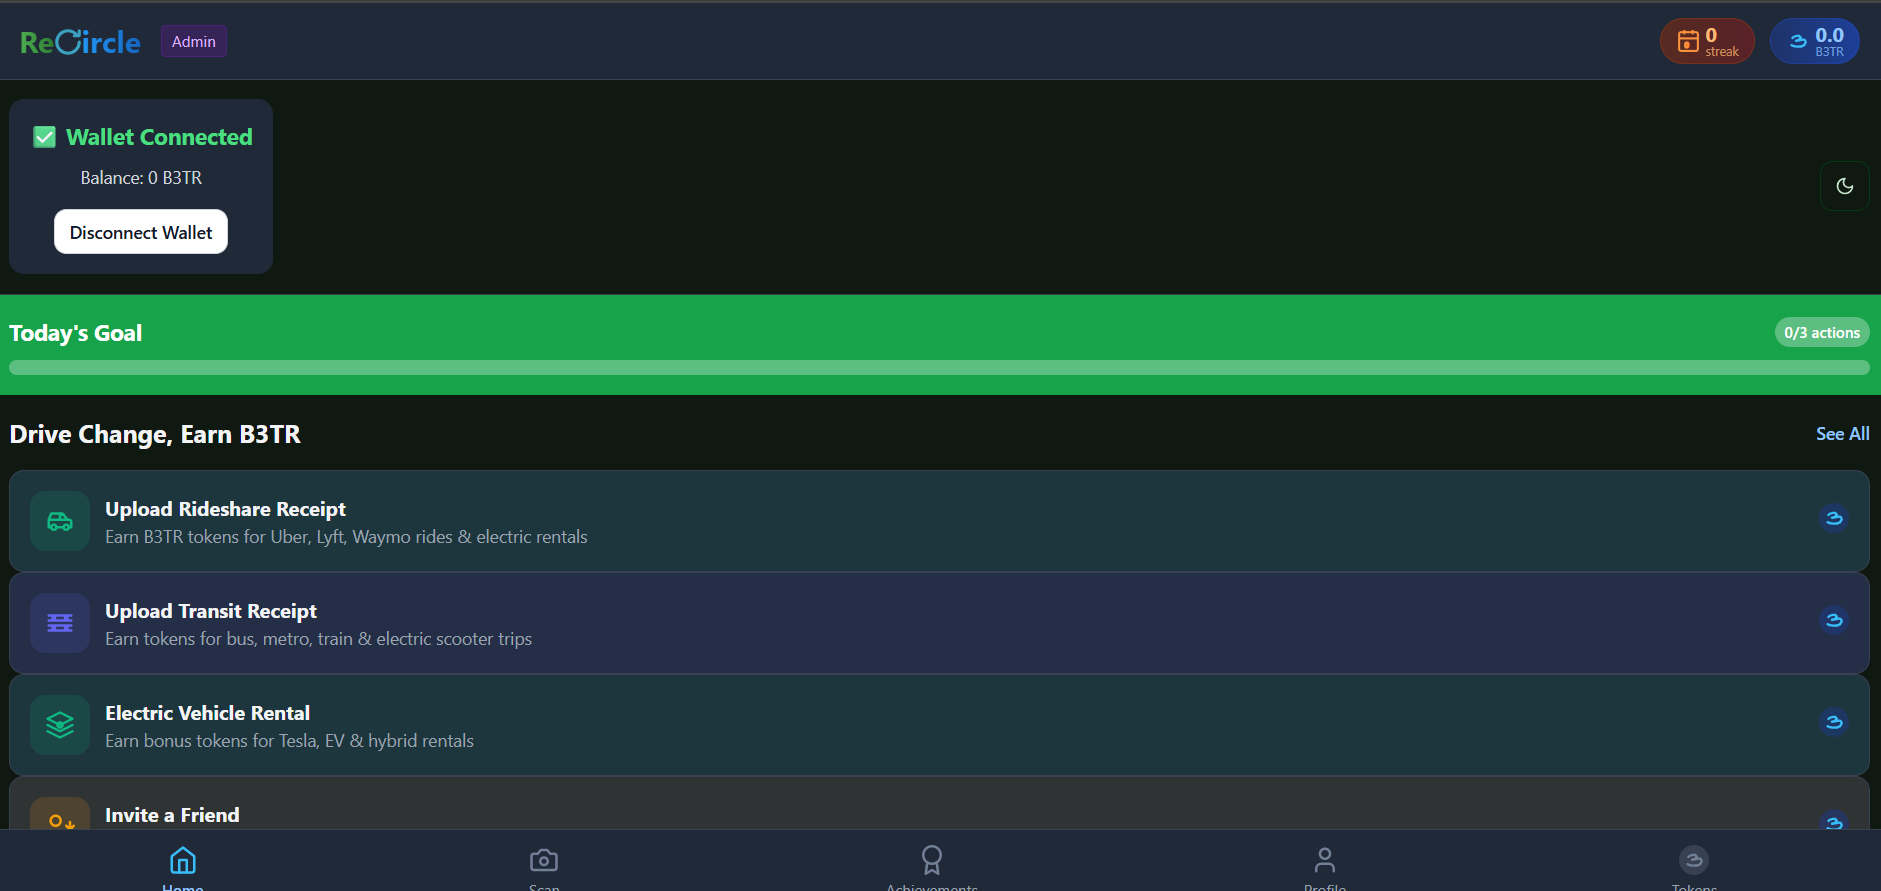 ReCircle
Admin
0
streak
0.0
B3TR
Wallet Connected
Balance: 0 B3TR
Disconnect Wallet
Today's Goal
0/3 actions
Drive Change, Earn B3TR
See All
Upload Rideshare Receipt
Earn B3TR tokens for Uber, Lyft, Waymo rides & electric rentals
Upload Transit Receipt
Earn tokens for bus, metro, train & electric scooter trips
Electric Vehicle Rental
Earn bonus tokens for Tesla, EV & hybrid rentals
Invite a Friend
Home
Scan
Achievements
Profile
Tokens